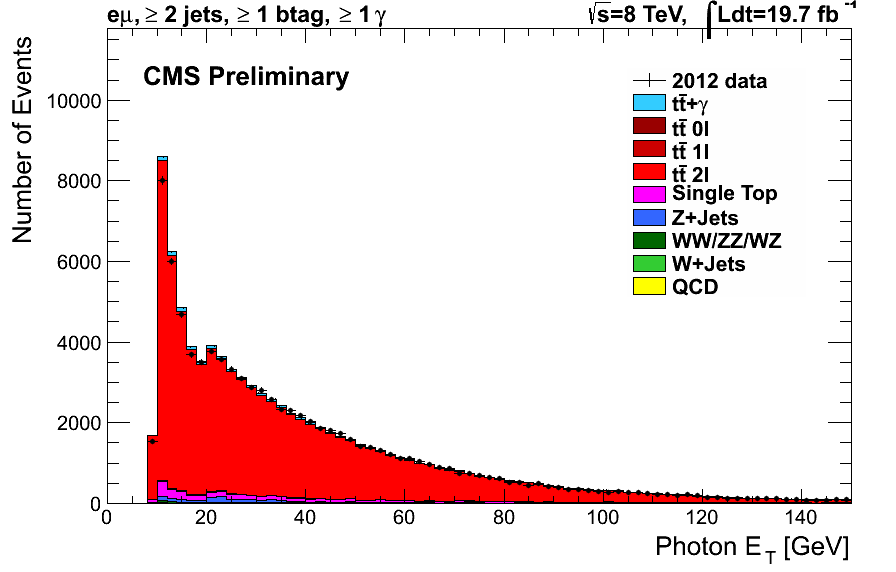 eμ, ≥ 2 jets, ≥ 1 btag, ≥ 1 γ √s=8 TeV, ∫Ldt=19.7 fb⁻¹
CMS Preliminary
2012 data
tt̄+γ
tt̄ 0l
tt̄ 1l
tt̄ 2l
Single Top
Z+Jets
WW/ZZ/WZ
W+Jets
QCD
Number of Events
10000
8000
6000
4000
2000
0
0 20 40 60 80 100 120 140
Photon E_T [GeV]